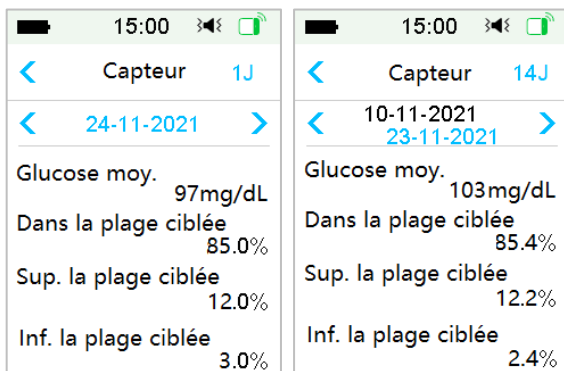 15:00
Capteur 1J
24-11-2021
Glucose moy.
97mg/dL
Dans la plage ciblée
85.0%
Sup. la plage ciblée
12.0%
Inf. la plage ciblée
3.0%
15:00
Capteur 14J
10-11-2021
23-11-2021
Glucose moy.
103mg/dL
Dans la plage ciblée
85.4%
Sup. la plage ciblée
12.2%
Inf. la plage ciblée
2.4%